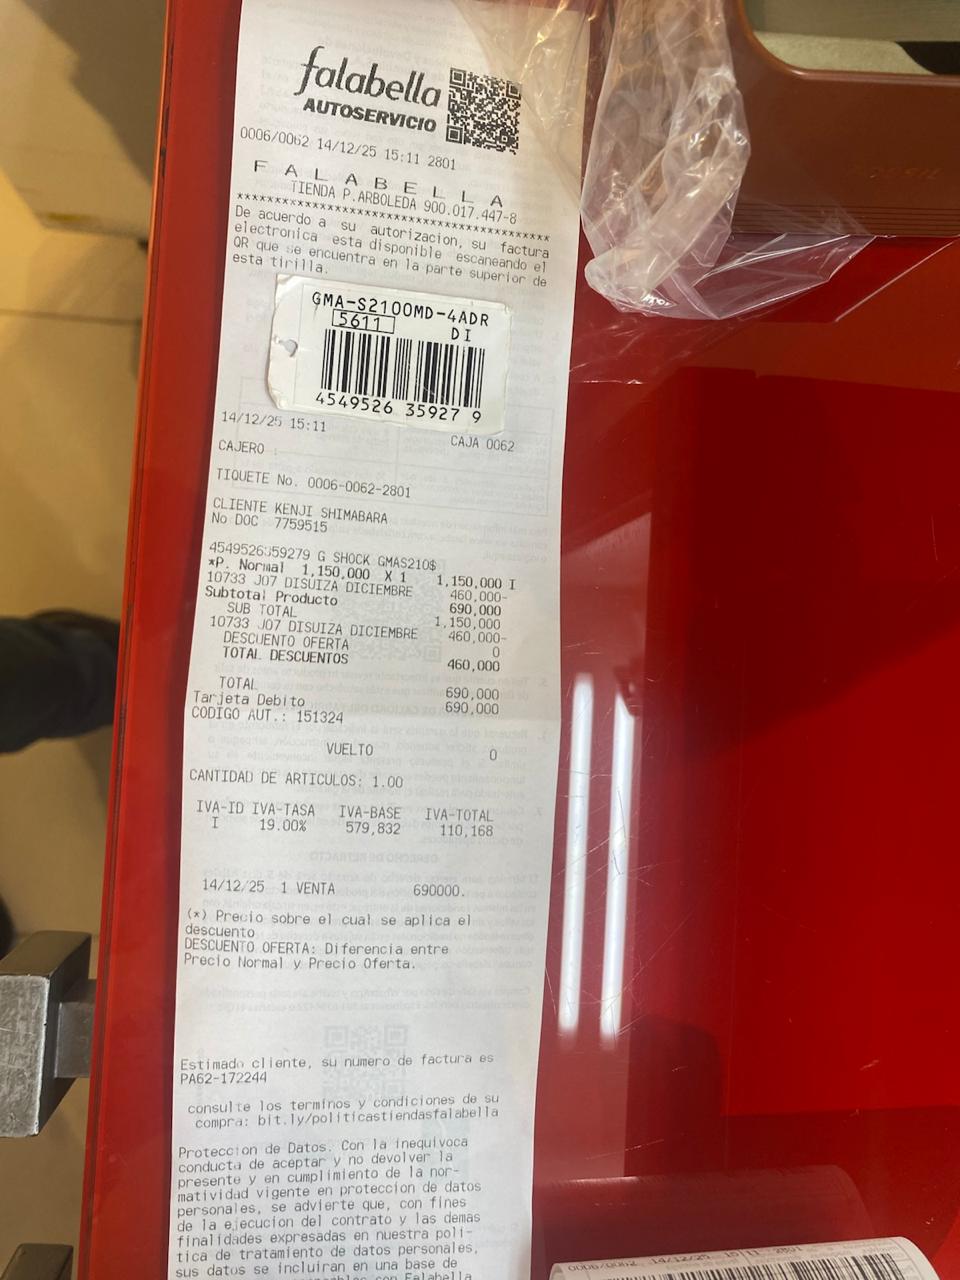 falabella
AUTOSERVICIO
0006/0062 14/12/25 15:11 2801
F A L A B E L L A
TIENDA P.ARBOLEDA 900.017.447-8
**************************************************
De acuerdo a su autorizacion, su factura
electronica esta disponible escaneando el
QR que se encuentra en la parte superior de
esta tirilla.
GMA-S2100MD-4ADR
5611 DI
4549526 35927 9
14/12/25 15:11 CAJA 0062
CAJERO :
TIQUETE No. 0006-0062-2801
CLIENTE KENJI SHIMABARA
No DOC 7759515
4549526359279 G SHOCK GMAS210$
*P. Normal 1,150,000 X 1 1,150,000 I
10733 J07 DISUIZA DICIEMBRE 460,000-
Subtotal Producto 690,000
SUB TOTAL 1,150,000
10733 J07 DISUIZA DICIEMBRE 460,000-
DESCUENTO OFERTA 0
TOTAL DESCUENTOS 460,000
TOTAL 690,000
Tarjeta Debito 690,000
CODIGO AUT.: 151324
VUELTO 0
CANTIDAD DE ARTICULOS: 1.00
IVA-ID IVA-TASA IVA-BASE IVA-TOTAL
I 19.00% 579,832 110,168
14/12/25 1 VENTA 690000.
(*) Precio sobre el cual se aplica el
descuento
DESCUENTO OFERTA: Diferencia entre
Precio Normal y Precio Oferta.
Estimado cliente, su numero de factura es
PA62-172244
consulte los terminos y condiciones de su
compra: bit.ly/politicastiendasfalabella
Proteccion de Datos. Con la inequivoca
conducta de aceptar y no devolver la
presente y en cumplimiento de la nor-
matividad vigente en proteccion de datos
personales, se advierte que, con fines
de la ejecucion del contrato y las demas
finalidades expresadas en nuestra poli-
tica de tratamiento de datos personales,
sus datos se incluiran en una base de
con Falabella
0006/0062 14/12/25 15 11 2801